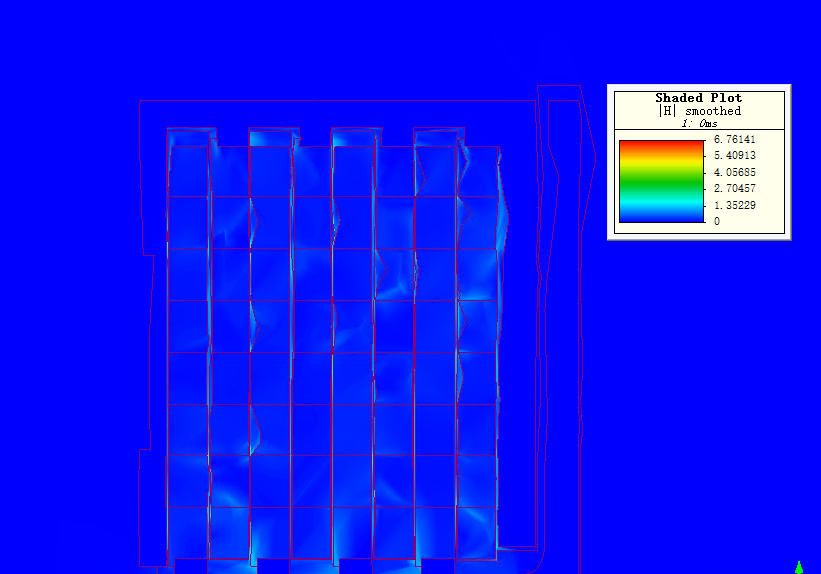 Shaded Plot
|H| smoothed
1: 0ms
6.76141
5.40913
4.05685
2.70457
1.35229
0